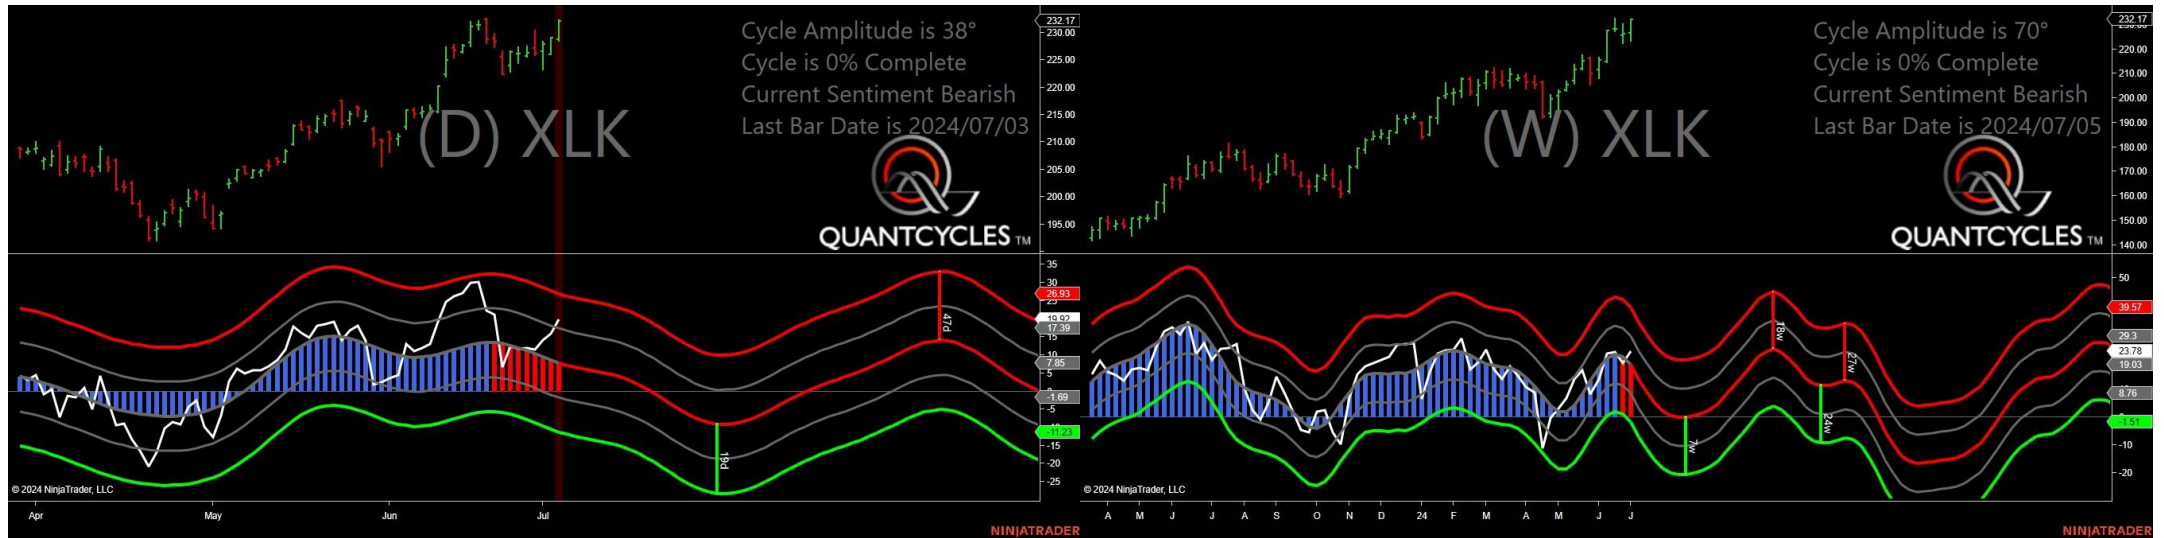 Cycle Amplitude is 38°
Cycle is 0% Complete
Current Sentiment Bearish
Last Bar Date is 2024/07/03
(D) XLK
QUANTCYCLES TM
232.17
230.00
225.00
220.00
215.00
210.00
205.00
200.00
195.00
35
30
26.93
25
19.92
17.39
15
10
7.85
5
-1.69
-5
-11.23
-15
-20
-25
47d
19d
© 2024 NinjaTrader, LLC
Apr May Jun Jul
NINJATRADER
Cycle Amplitude is 70°
Cycle is 0% Complete
Current Sentiment Bearish
Last Bar Date is 2024/07/05
(W) XLK
QUANTCYCLES TM
232.17
220.00
210.00
200.00
190.00
180.00
170.00
160.00
150.00
140.00
50
39.57
29.3
23.78
19.03
8.76
-1.51
-10
-20
18w
27w
24w
7w
© 2024 NinjaTrader, LLC
A M J J A S O N D 24 F M A M J J
NINJATRADER